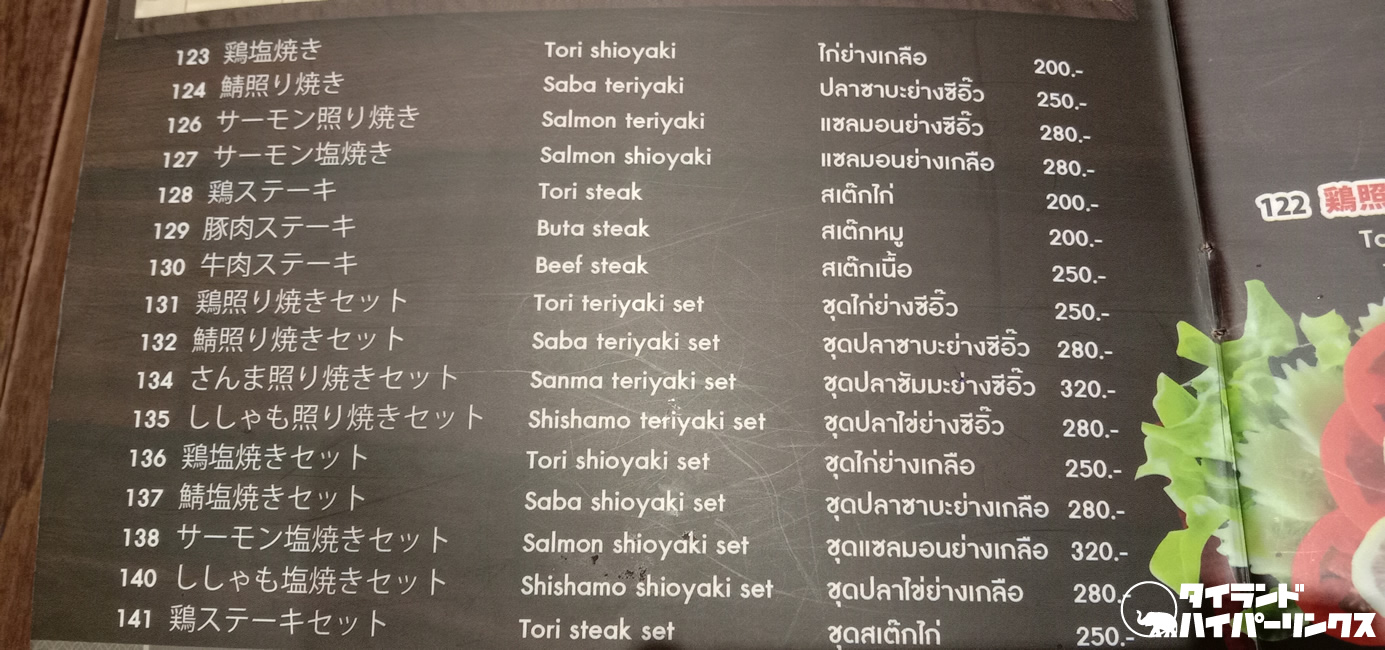 123 鶏塩焼き Tori shioyaki ไก่ย่างเกลือ 200.-
124 鯖照り焼き Saba teriyaki ปลาซาบะย่างซีอิ๊ว 250.-
126 サーモン照り焼き Salmon teriyaki แซลมอนย่างซีอิ๊ว 280.-
127 サーモン塩焼き Salmon shioyaki แซลมอนย่างเกลือ 280.-
128 鶏ステーキ Tori steak สเต๊กไก่ 200.-
129 豚肉ステーキ Buta steak สเต๊กหมู 200.-
130 牛肉ステーキ Beef steak สเต๊กเนื้อ 250.-
131 鶏照り焼きセット Tori teriyaki set ชุดไก่ย่างซีอิ๊ว 250.-
132 鯖照り焼きセット Saba teriyaki set ชุดปลาซาบะย่างซีอิ๊ว 280.-
134 さんま照り焼きセット Sanma teriyaki set ชุดปลาซัมมะย่างซีอิ๊ว 320.-
135 ししゃも照り焼きセット Shishamo teriyaki set ชุดปลาไข่ย่างซีอิ๊ว 280.-
136 鶏塩焼きセット Tori shioyaki set ชุดไก่ย่างเกลือ 250.-
137 鯖塩焼きセット Saba shioyaki set ชุดปลาซาบะย่างเกลือ 280.-
138 サーモン塩焼きセット Salmon shioyaki set ชุดแซลมอนย่างเกลือ 320.-
140 ししゃも塩焼きセット Shishamo shioyaki set ชุดปลาไข่ย่างเกลือ 280.-
141 鶏ステーキセット Tori steak set ชุดสเต๊กไก่ 250.-
122 鶏照
タイランド
ハイパーリンクス